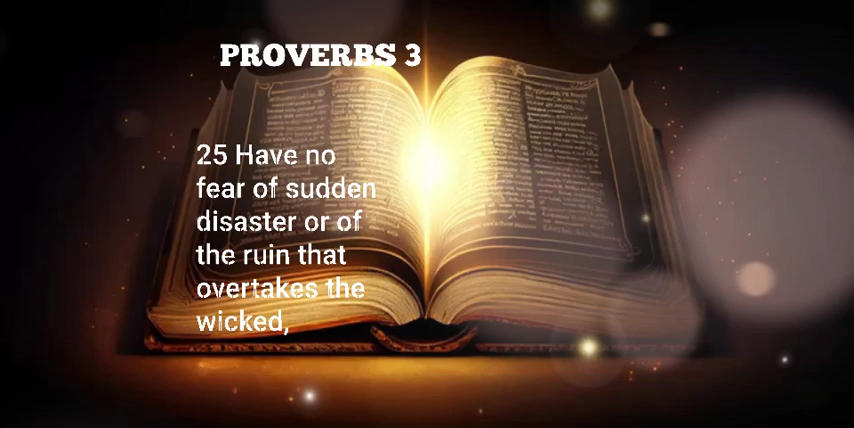 PROVERBS 3
25 Have no
fear of sudden
disaster or of
the ruin that
overtakes the
wicked,